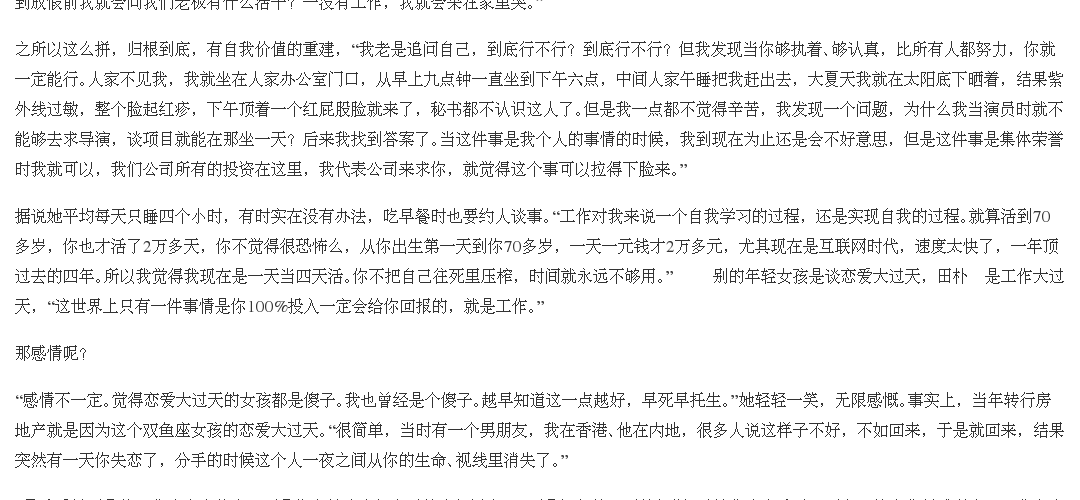 到放假前我就会问我们老板有什么活干？一没有工作，我就会呆在家里哭。”
之所以这么拼，归根到底，有自我价值的重建，“我老是追问自己，到底行不行？到底行不行？但我发现当你够执着、够认真，比所有人都努力，你就
一定能行。人家不见我，我就坐在人家办公室门口，从早上九点钟一直坐到下午六点，中间人家午睡把我赶出去，大夏天我就在太阳底下晒着，结果紫
外线过敏，整个脸起红疹，下午顶着一个红屁股脸就来了，秘书都不认识这人了。但是我一点都不觉得辛苦，我发现一个问题，为什么我当演员时就不
能够去求导演，谈项目就能在那坐一天？后来我找到答案了。当这件事是我个人的事情的时候，我到现在为止还是会不好意思，但是这件事是集体荣誉
时我就可以，我们公司所有的投资在这里，我代表公司来求你，就觉得这个事可以拉得下脸来。”
据说她平均每天只睡四个小时，有时实在没有办法，吃早餐时也要约人谈事。“工作对我来说一个自我学习的过程，还是实现自我的过程。就算活到70
多岁，你也才活了2万多天，你不觉得很恐怖么，从你出生第一天到你70多岁，一天一元钱才2万多元，尤其现在是互联网时代，速度太快了，一年顶
过去的四年。所以我觉得我现在是一天当四天活。你不把自己往死里压榨，时间就永远不够用。” 别的年轻女孩是谈恋爱大过天，田朴 是工作大过
天，“这世界上只有一件事情是你100%投入一定会给你回报的，就是工作。”
那感情呢？
“感情不一定。觉得恋爱大过天的女孩都是傻子。我也曾经是个傻子。越早知道这一点越好，早死早托生。”她轻轻一笑，无限感慨。事实上，当年转行房
地产就是因为这个双鱼座女孩的恋爱大过天。“很简单，当时有一个男朋友，我在香港、他在内地，很多人说这样子不好，不如回来，于是就回来，结果
突然有一天你失恋了，分手的时候这个人一夜之间从你的生命、视线里消失了。”